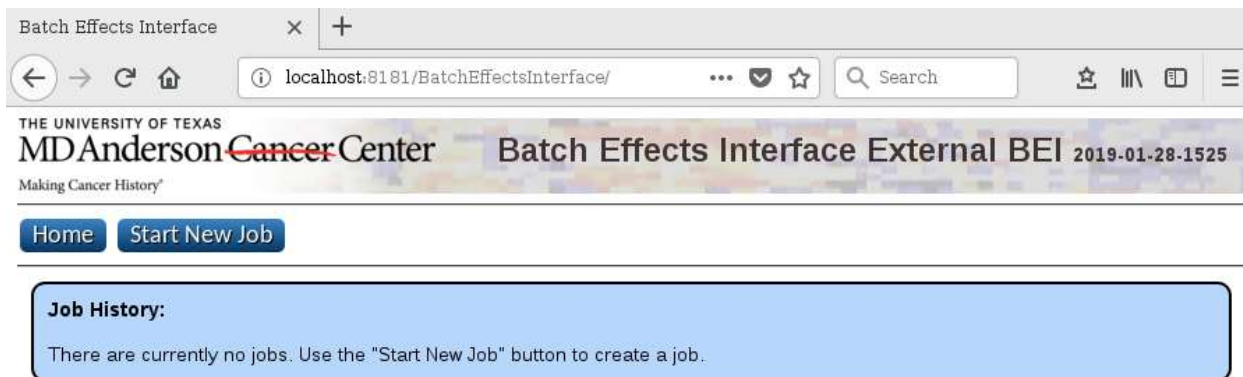 Batch Effects Interface
localhost:8181/BatchEffectsInterface/
Search
THE UNIVERSITY OF TEXAS
MD Anderson Cancer Center
Making Cancer History®
Batch Effects Interface External BEI 2019-01-28-1525
Home Start New Job
Job History:
There are currently no jobs. Use the "Start New Job" button to create a job.